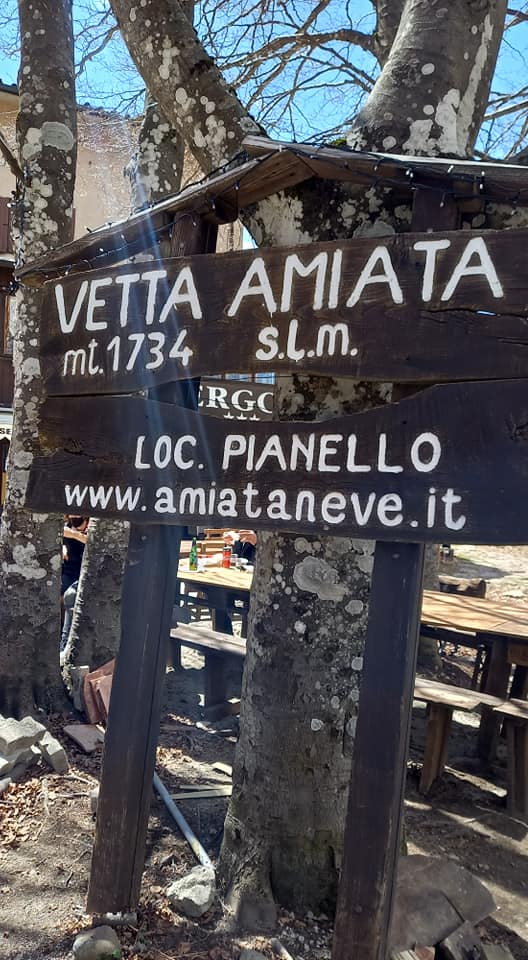 VETTA AMIATA
mt. 1734 s.l.m.
ERGO
LOC. PIANELLO
www.amiataneve.it